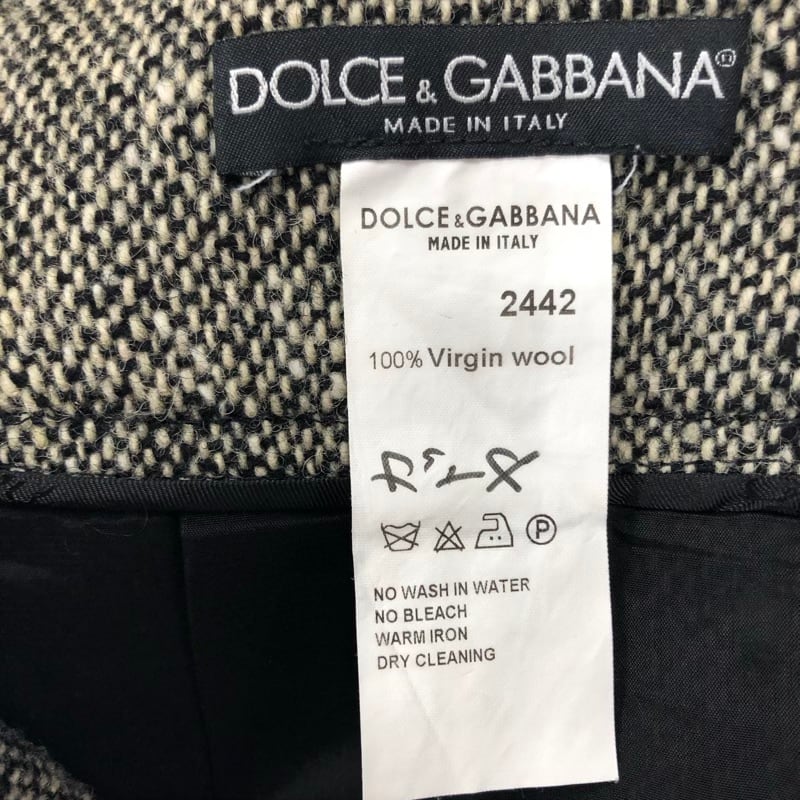 DOLCE & GABBANA®
MADE IN ITALY
DOLCE & GABBANA
MADE IN ITALY
2442
100% Virgin wool
P
NO WASH IN WATER
NO BLEACH
WARM IRON
DRY CLEANING